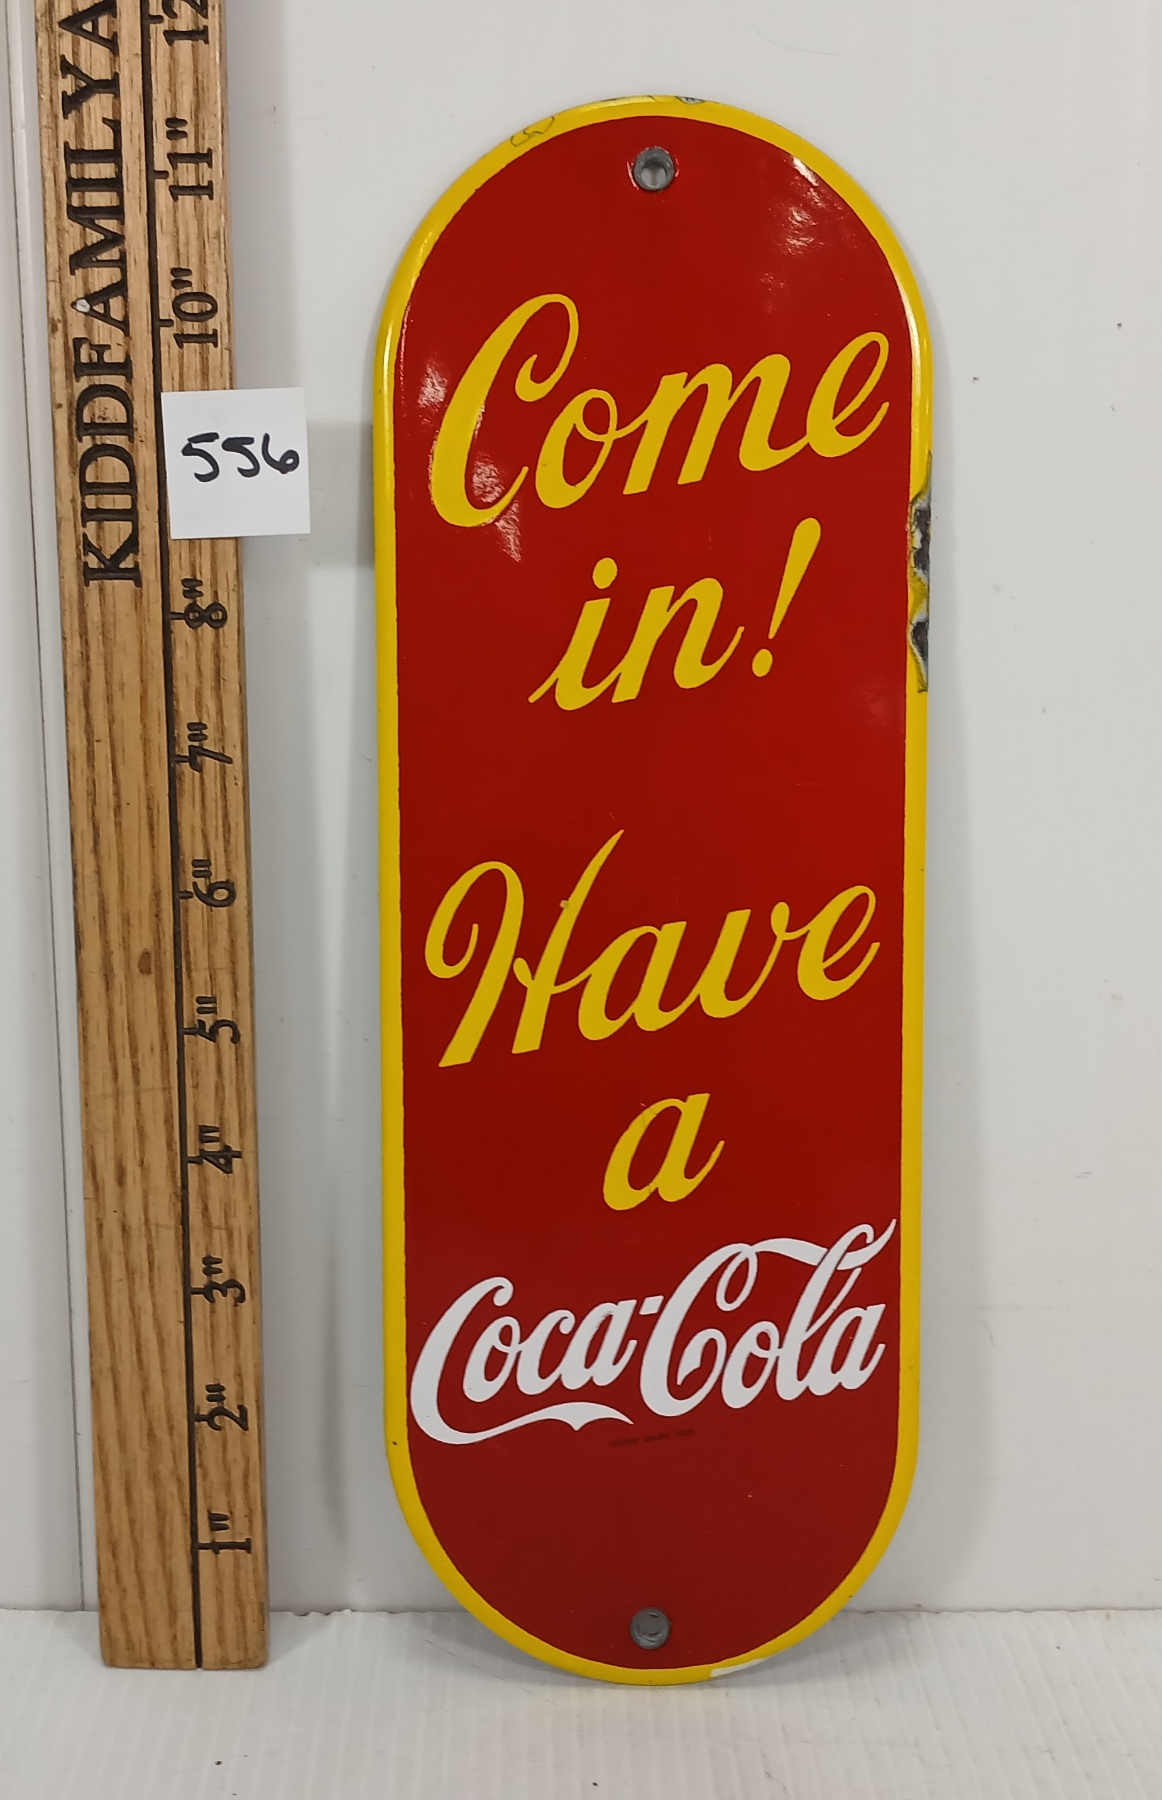 KIDDFAMILYA
12
11"
10"
8"
7"
6"
5"
4"
3"
2"
1"
556
Come
in!
Have
a
Coca-Cola